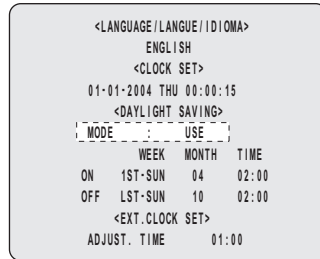 <LANGUAGE/LANGUE/IDIOMA>
ENGLISH
<CLOCK SET>
01-01-2004 THU 00:00:15
<DAYLIGHT SAVING>
MODE : USE
WEEK MONTH TIME
ON 1ST-SUN 04 02:00
OFF LST-SUN 10 02:00
<EXT.CLOCK SET>
ADJUST. TIME 01:00